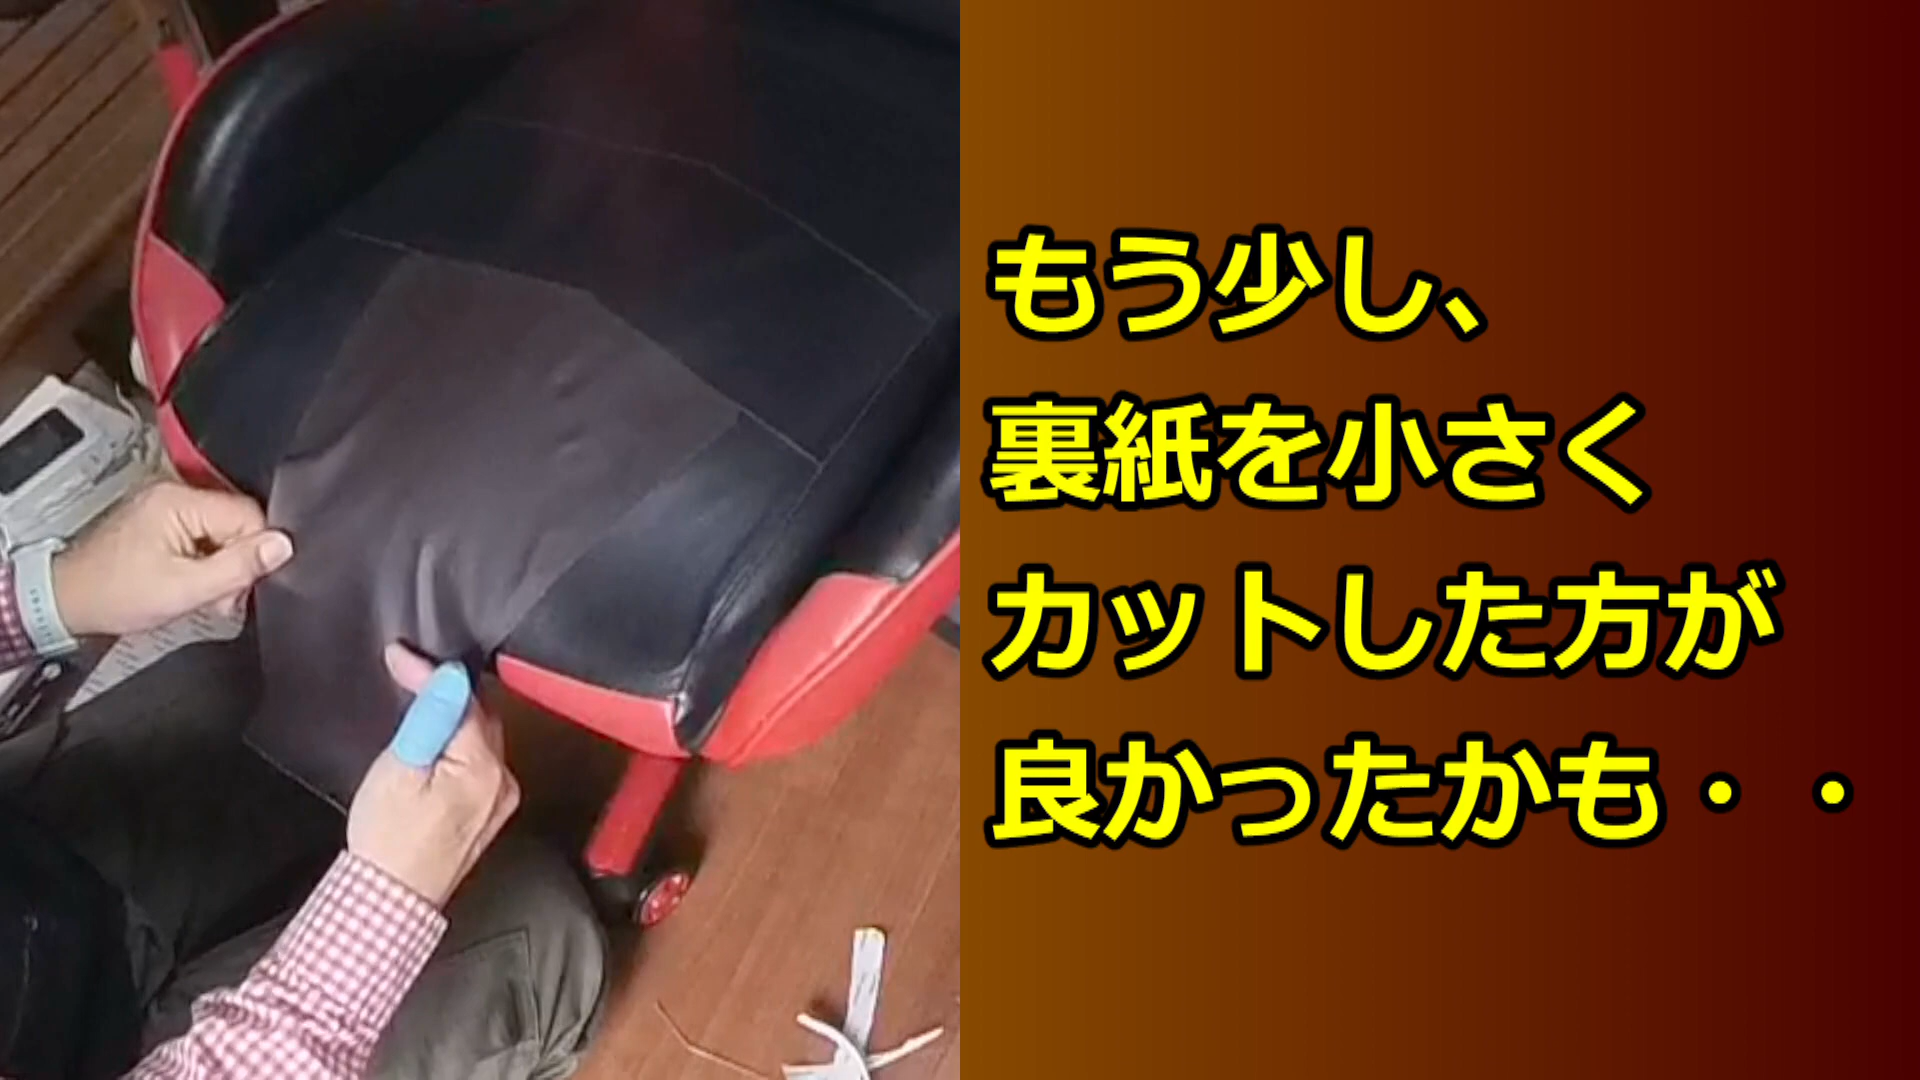 もう少し、
裏紙を小さく
カットした方が
良かったかも・・